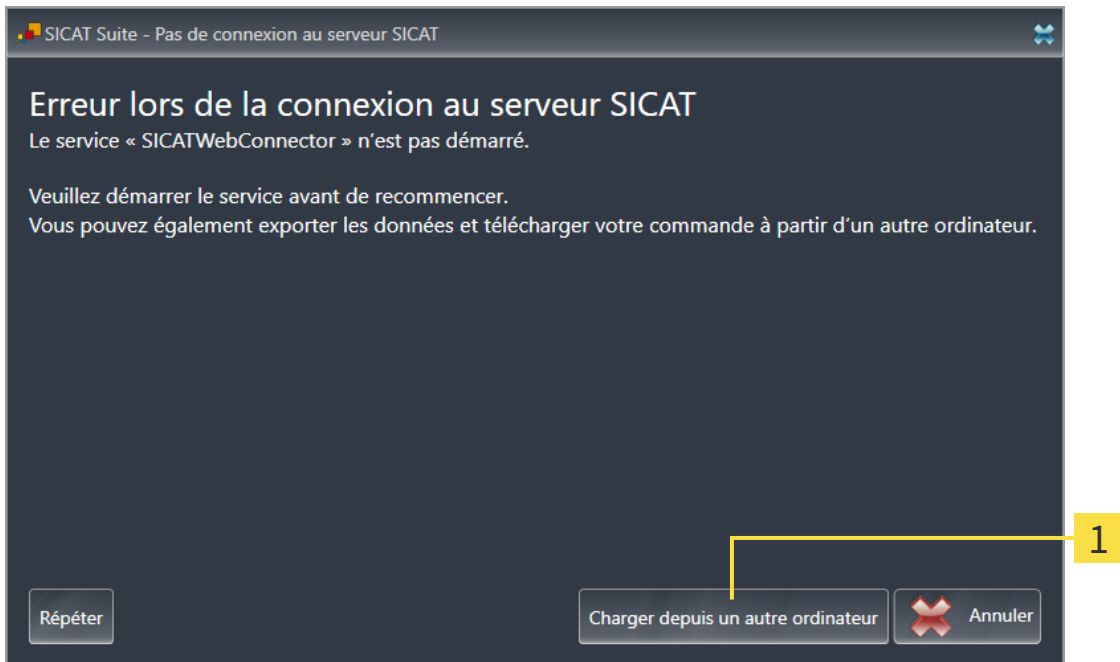 SICAT Suite - Pas de connexion au serveur SICAT
Erreur lors de la connexion au serveur SICAT
Le service « SICATWebConnector » n’est pas démarré.
Veuillez démarrer le service avant de recommencer.
Vous pouvez également exporter les données et télécharger votre commande à partir d’un autre ordinateur.
1
Répéter
Charger depuis un autre ordinateur
Annuler